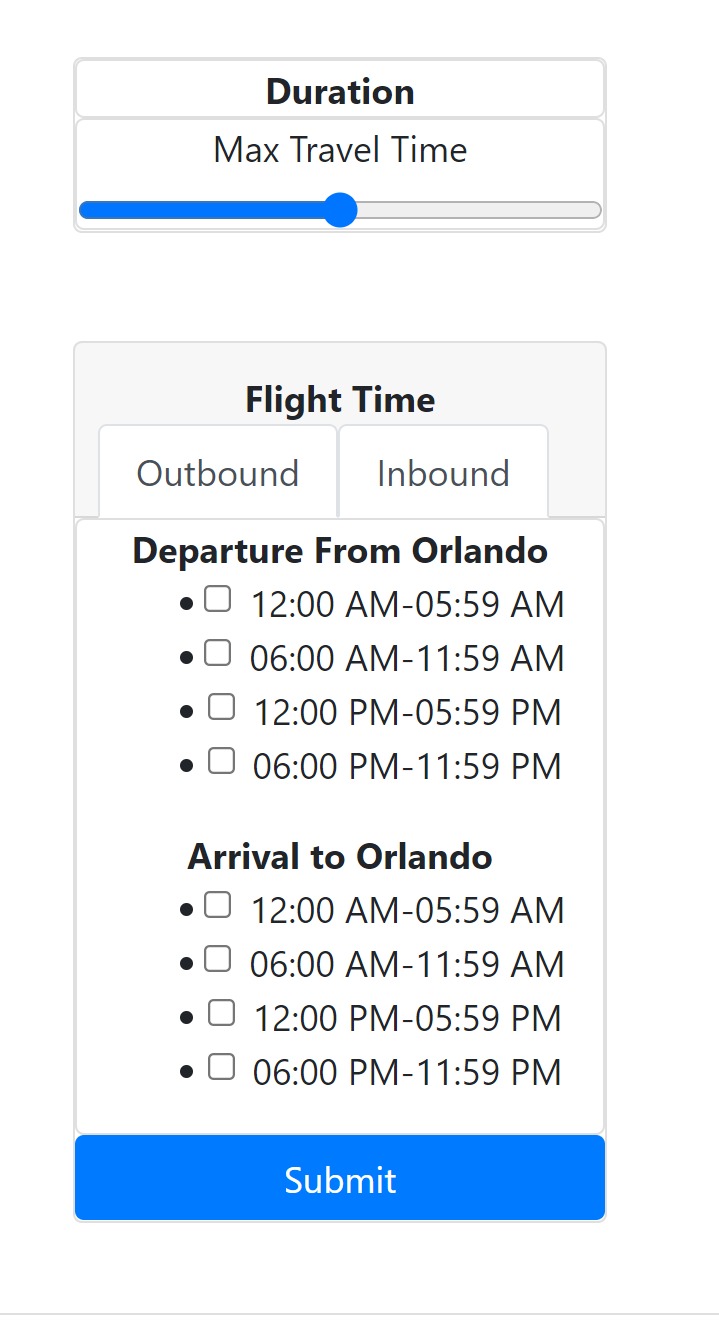 Duration
Max Travel Time
Flight Time
Outbound Inbound
Departure From Orlando
12:00 AM-05:59 AM
06:00 AM-11:59 AM
12:00 PM-05:59 PM
06:00 PM-11:59 PM
Arrival to Orlando
12:00 AM-05:59 AM
06:00 AM-11:59 AM
12:00 PM-05:59 PM
06:00 PM-11:59 PM
Submit